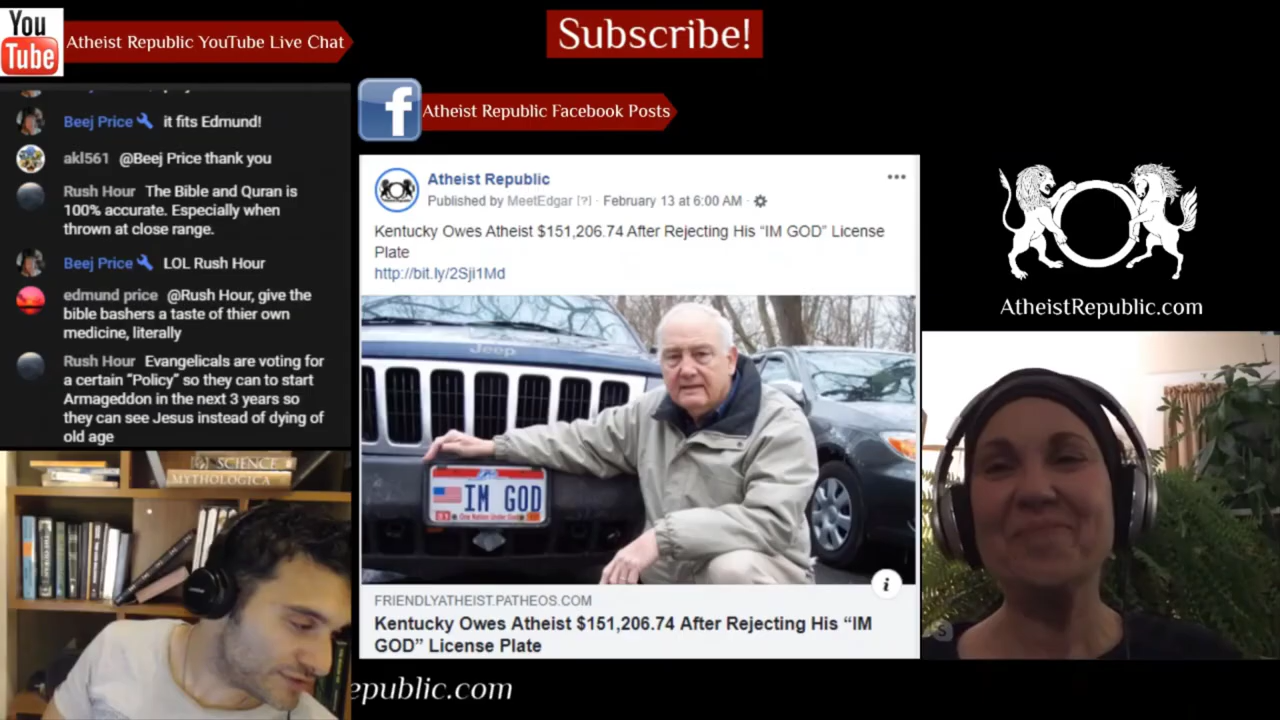 You
Tube
Atheist Republic YouTube Live Chat
Subscribe!
Beej Price it fits Edmund!
akl561 @Beej Price thank you
Rush Hour The Bible and Quran is
100% accurate. Especially when
thrown at close range.
Beej Price LOL Rush Hour
edmund price @Rush Hour, give the
bible bashers a taste of thier own
medicine, literally
Rush Hour Evangelicals are voting for
a certain “Policy” so they can to start
Armageddon in the next 3 years so
they can see Jesus instead of dying of
old age
f
Atheist Republic Facebook Posts
Atheist Republic
Published by MeetEdgar [?] · February 13 at 6:00 AM ·
Kentucky Owes Atheist $151,206.74 After Rejecting His “IM GOD” License
Plate
http://bit.ly/2Sji1Md
Jeep
IM GOD
One Nation Under God
i
FRIENDLYATHEIST.PATHEOS.COM
Kentucky Owes Atheist $151,206.74 After Rejecting His “IM
GOD” License Plate
AtheistRepublic.com
SCIENCE
MYTHOLOGICA
S
epublic.com